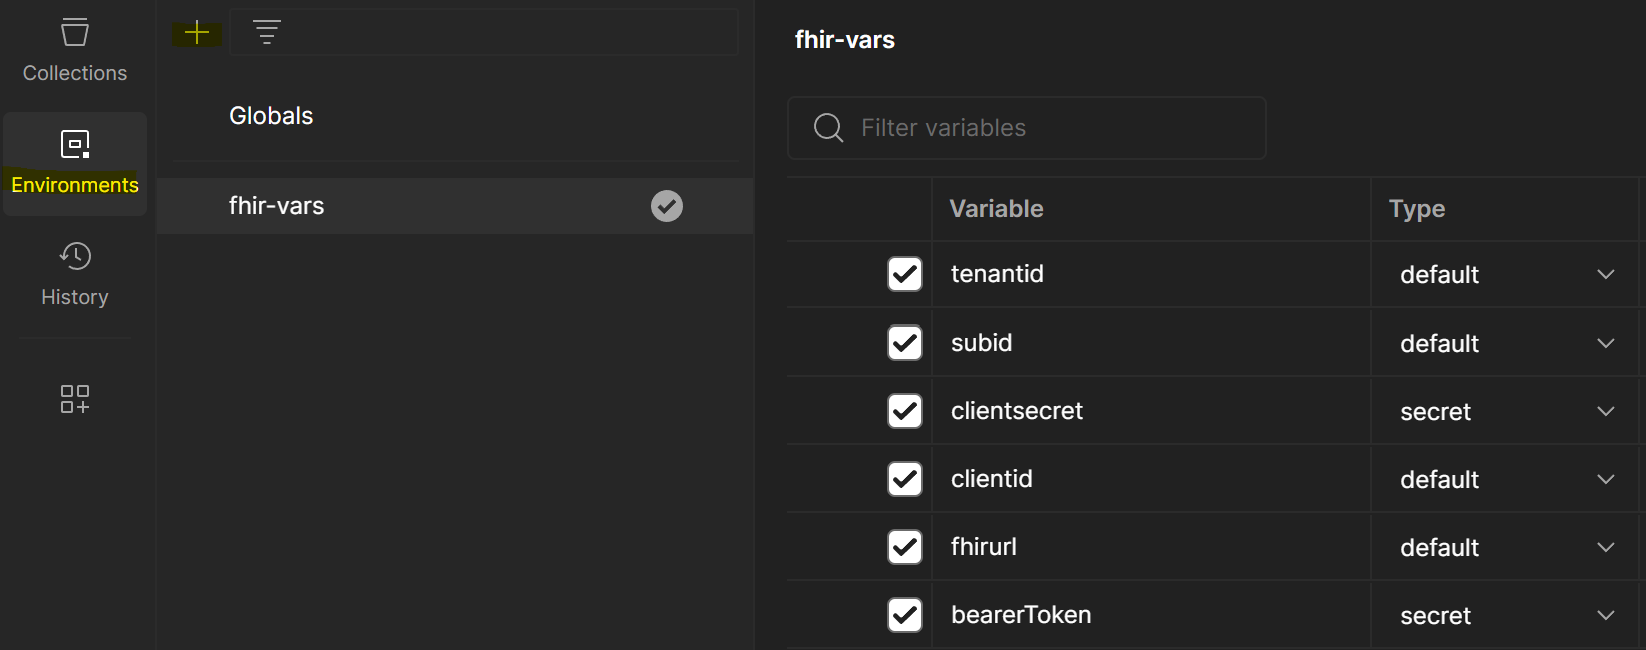 Collections
Environments
History
Globals
fhir-vars
fhir-vars
Filter variables
Variable Type
tenantid default
subid default
clientsecret secret
clientid default
fhirurl default
bearerToken secret